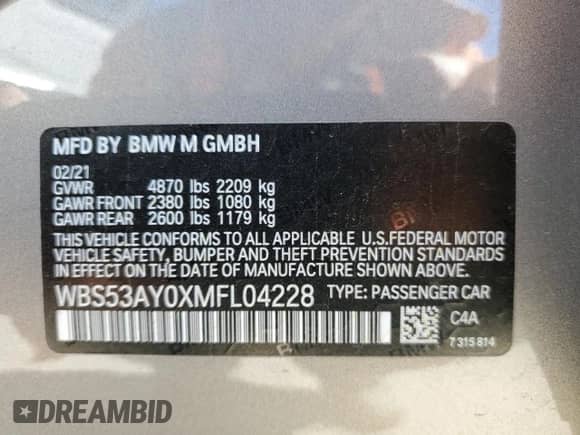 MFD BY BMW M GMBH
02/21
GVWR 4870 lbs 2209 kg
GAWR FRONT 2380 lbs 1080 kg
GAWR REAR 2600 lbs 1179 kg
THIS VEHICLE CONFORMS TO ALL APPLICABLE U.S.FEDERAL MOTOR
VEHICLE SAFETY, BUMPER AND THEFT PREVENTION STANDARDS
IN EFFECT ON THE DATE OF MANUFACTURE SHOWN ABOVE.
WBS53AY0XMFL04228 TYPE: PASSENGER CAR
C4A
7 315 814
DREAMBID